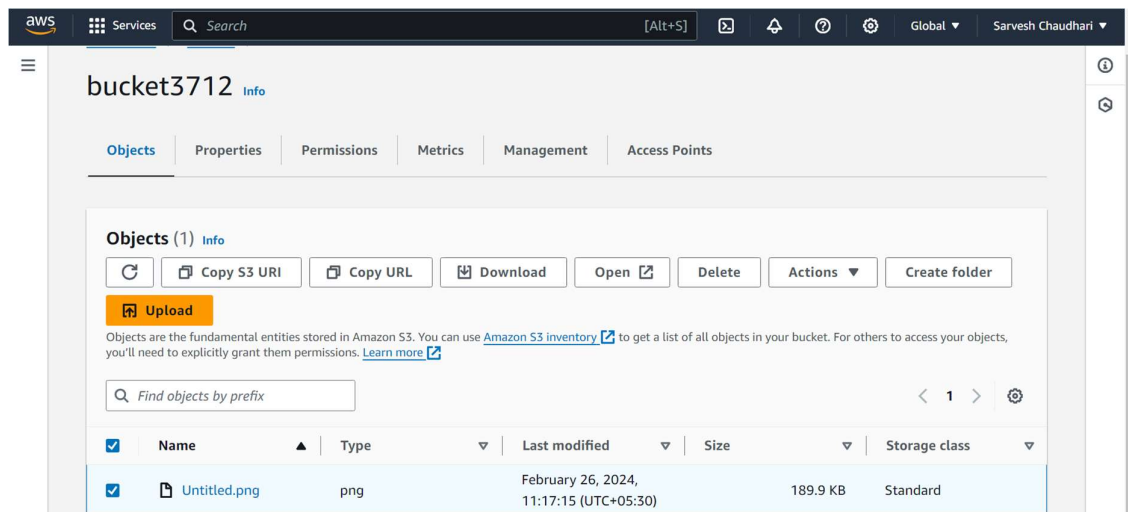 aws Services Search [Alt+S] Global ▼ Sarvesh Chaudhari ▼
bucket3712 Info
Objects Properties Permissions Metrics Management Access Points
Objects (1) Info
Copy S3 URI Copy URL Download Open Delete Actions ▼ Create folder
Upload
Objects are the fundamental entities stored in Amazon S3. You can use Amazon S3 inventory to get a list of all objects in your bucket. For others to access your objects,
you'll need to explicitly grant them permissions. Learn more
Find objects by prefix < 1 >
Name Type Last modified Size Storage class
Untitled.png png February 26, 2024, 11:17:15 (UTC+05:30) 189.9 KB Standard